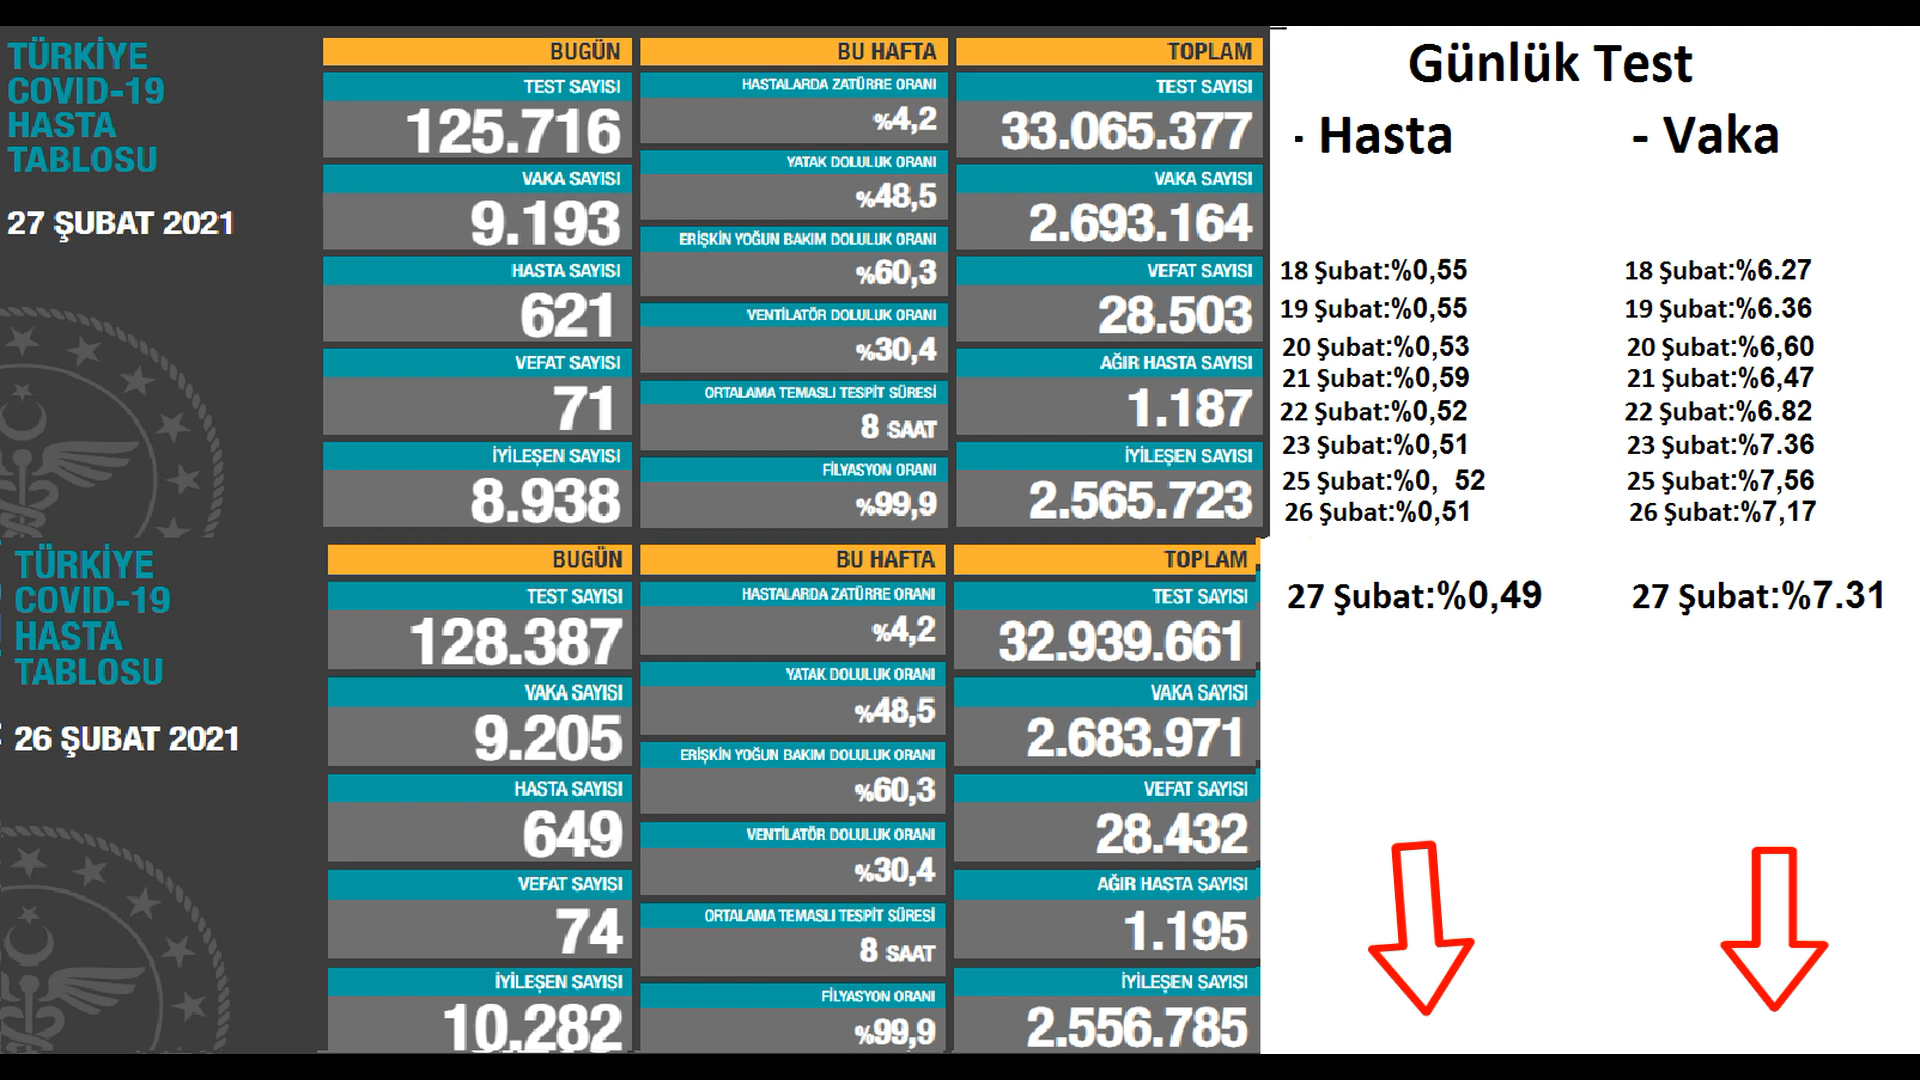 TÜRKİYE
COVID-19
HASTA
TABLOSU
27 ŞUBAT 2021
BUGÜN
TEST SAYISI
125.716
VAKA SAYISI
9.193
HASTA SAYISI
621
VEFAT SAYISI
71
İYİLEŞEN SAYISI
8.938
BU HAFTA
HASTALARDA ZATÜRRE ORANI
%4,2
YATAK DOLULUK ORANI
%48,5
ERİŞKİN YOĞUN BAKIM DOLULUK ORANI
%60,3
VENTİLATÖR DOLULUK ORANI
%30,4
ORTALAMA TEMASLI TESPİT SÜRESİ
8 SAAT
FİLYASYON ORANI
%99,9
TOPLAM
TEST SAYISI
33.065.377
VAKA SAYISI
2.693.164
VEFAT SAYISI
28.503
AĞIR HASTA SAYISI
1.187
İYİLEŞEN SAYISI
2.565.723
TÜRKİYE
COVID-19
HASTA
TABLOSU
26 ŞUBAT 2021
BUGÜN
TEST SAYISI
128.387
VAKA SAYISI
9.205
HASTA SAYISI
649
VEFAT SAYISI
74
İYİLEŞEN SAYISI
10.282
BU HAFTA
HASTALARDA ZATÜRRE ORANI
%4,2
YATAK DOLULUK ORANI
%48,5
ERİŞKİN YOĞUN BAKIM DOLULUK ORANI
%60,3
VENTİLATÖR DOLULUK ORANI
%30,4
ORTALAMA TEMASLI TESPİT SÜRESİ
8 SAAT
FİLYASYON ORANI
%99,9
TOPLAM
TEST SAYISI
32.939.661
VAKA SAYISI
2.683.971
VEFAT SAYISI
28.432
AĞIR HASTA SAYISI
1.195
İYİLEŞEN SAYISI
2.556.785
Günlük Test
- Hasta
18 Şubat:%0,55
19 Şubat:%0,55
20 Şubat:%0,53
21 Şubat:%0,59
22 Şubat:%0,52
23 Şubat:%0,51
25 Şubat:%0, 52
26 Şubat:%0,51
27 Şubat:%0,49
- Vaka
18 Şubat:%6.27
19 Şubat:%6.36
20 Şubat:%6,60
21 Şubat:%6,47
22 Şubat:%6.82
23 Şubat:%7.36
25 Şubat:%7,56
26 Şubat:%7,17
27 Şubat:%7.31